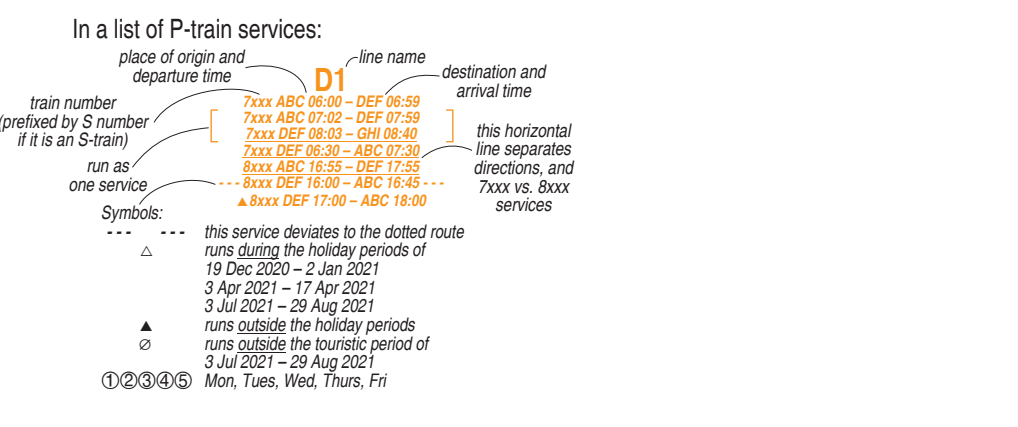 In a list of P-train services:
place of origin and
departure time
line name
D1
destination and
arrival time
train number
(prefixed by S number
if it is an S-train)
run as
one service
7xxx ABC 06:00 – DEF 06:59
7xxx ABC 07:02 – DEF 07:59
7xxx DEF 08:03 – GHI 08:40
7xxx DEF 06:30 – ABC 07:30
8xxx ABC 16:55 – DEF 17:55
- - - 8xxx DEF 16:00 – ABC 16:45 - - -
▲8xxx DEF 17:00 – ABC 18:00
this horizontal
line separates
directions, and
7xxx vs. 8xxx
services
Symbols:
- - - - - - this service deviates to the dotted route
△ runs during the holiday periods of
19 Dec 2020 – 2 Jan 2021
3 Apr 2021 – 17 Apr 2021
3 Jul 2021 – 29 Aug 2021
▲ runs outside the holiday periods
∅ runs outside the touristic period of
3 Jul 2021 – 29 Aug 2021
①②③④⑤ Mon, Tues, Wed, Thurs, Fri